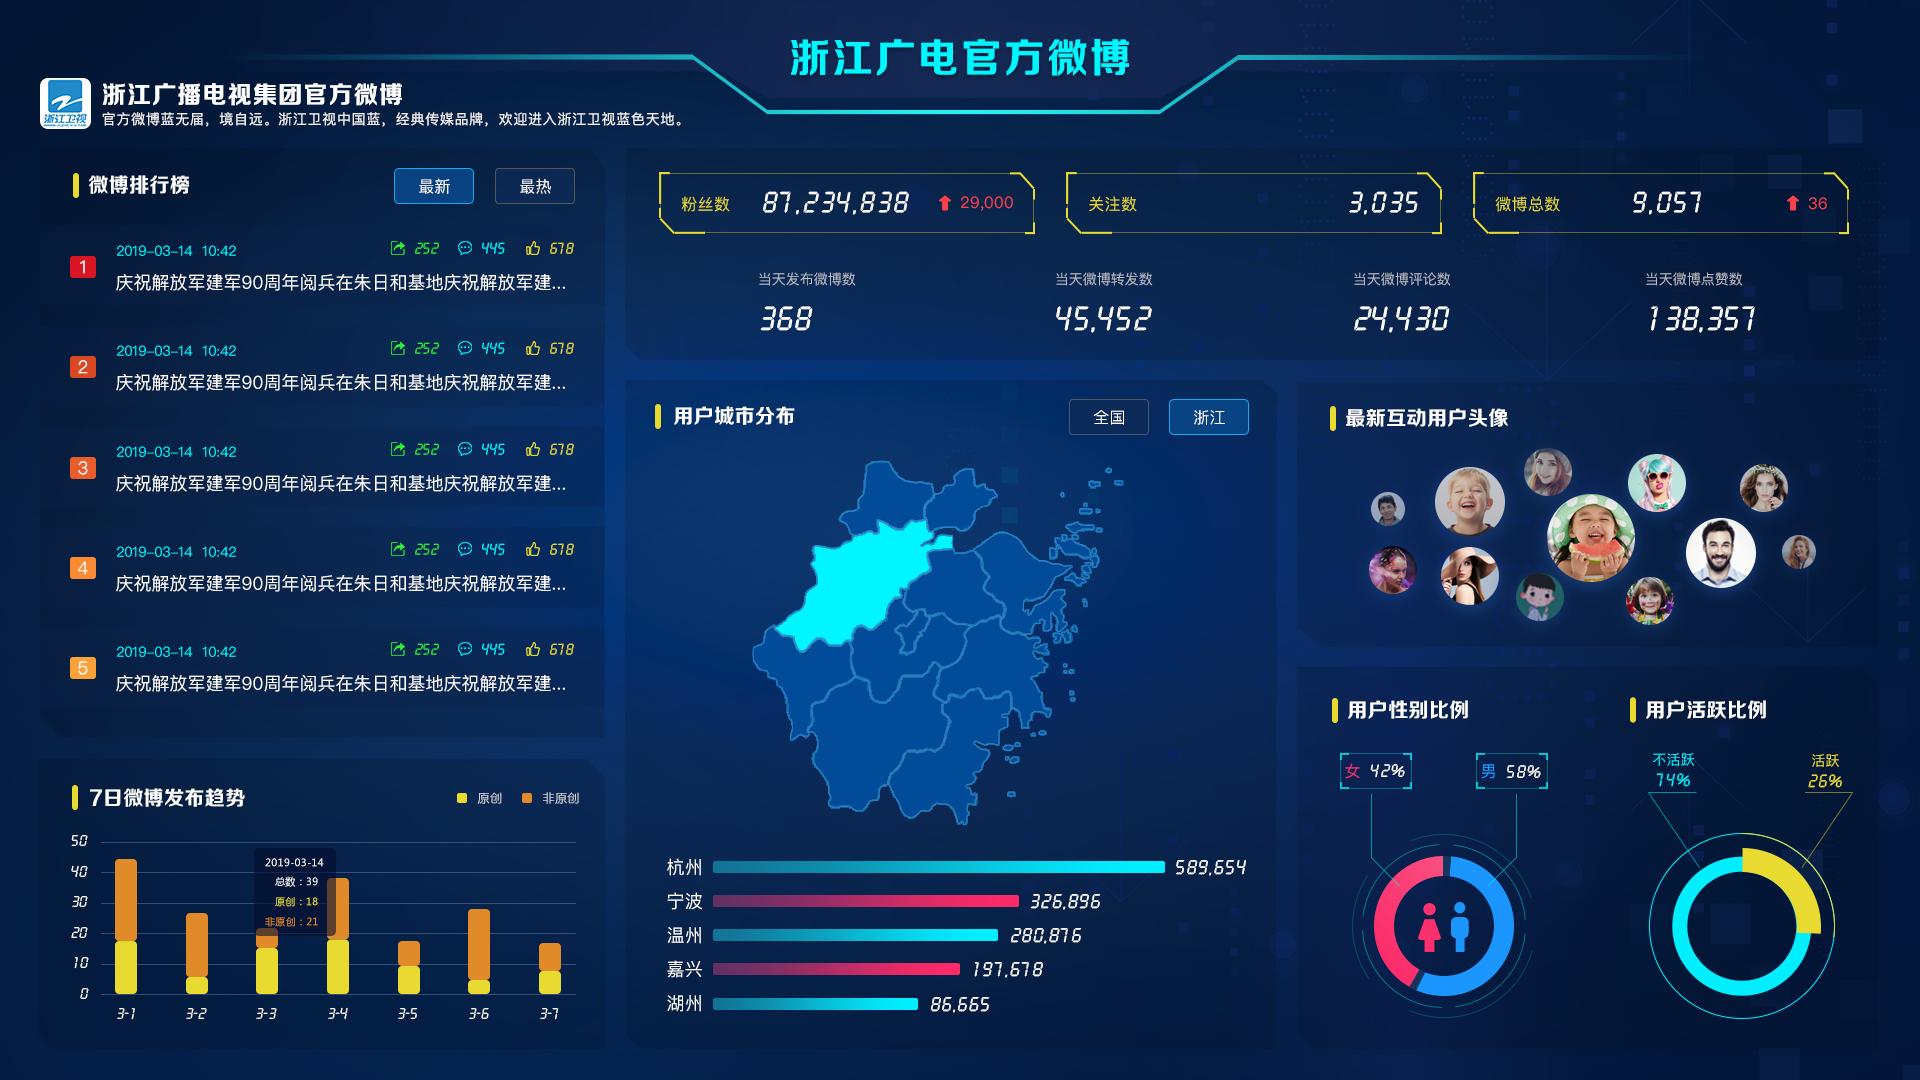 浙江广电官方微博
浙江卫视
浙江广播电视集团官方微博
官方微博蓝无届，境自远。浙江卫视中国蓝，经典传媒品牌，欢迎进入浙江卫视蓝色天地。
微博排行榜
最新 最热
1 2019-03-14 10:42 252 445 678
庆祝解放军建军90周年阅兵在朱日和基地庆祝解放军建...
2 2019-03-14 10:42 252 445 678
庆祝解放军建军90周年阅兵在朱日和基地庆祝解放军建...
3 2019-03-14 10:42 252 445 678
庆祝解放军建军90周年阅兵在朱日和基地庆祝解放军建...
4 2019-03-14 10:42 252 445 678
庆祝解放军建军90周年阅兵在朱日和基地庆祝解放军建...
5 2019-03-14 10:42 252 445 678
庆祝解放军建军90周年阅兵在朱日和基地庆祝解放军建...
7日微博发布趋势
原创 非原创
50
40
30
20
10
0
2019-03-14
总数：39
原创：18
非原创：21
3-1 3-2 3-3 3-4 3-5 3-6 3-7
粉丝数 87,234,838 29,000
关注数 3,035
微博总数 9,057 36
当天发布微博数 当天微博转发数 当天微博评论数 当天微博点赞数
368 45,452 24,430 138,357
用户城市分布
全国 浙江
杭州 589,654
宁波 326,896
温州 280,876
嘉兴 197,678
湖州 86,665
最新互动用户头像
用户性别比例
女 42% 男 58%
用户活跃比例
不活跃
74%
活跃
26%